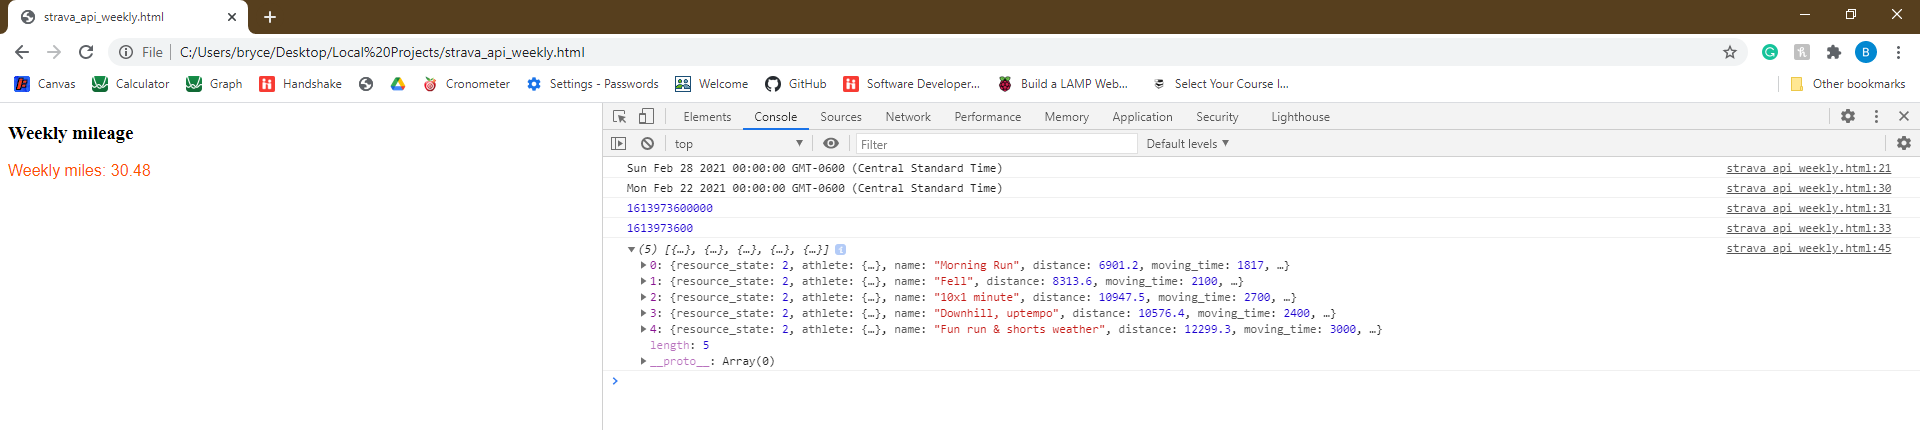 strava_api_weekly.html
File C:/Users/bryce/Desktop/Local%20Projects/strava_api_weekly.html B
Canvas Calculator Graph Handshake Cronometer Settings - Passwords Welcome GitHub Software Developer... Build a LAMP Web... Select Your Course I... Other bookmarks
Weekly mileage
Weekly miles: 30.48
Elements Console Sources Network Performance Memory Application Security Lighthouse
top Filter Default levels
Sun Feb 28 2021 00:00:00 GMT-0600 (Central Standard Time) strava_api_weekly.html:21
Mon Feb 22 2021 00:00:00 GMT-0600 (Central Standard Time) strava_api_weekly.html:30
1613973600000 strava_api_weekly.html:31
1613973600 strava_api_weekly.html:33
(5) [{…}, {…}, {…}, {…}, {…}] i strava_api_weekly.html:45
0: {resource_state: 2, athlete: {…}, name: "Morning Run", distance: 6901.2, moving_time: 1817, …}
1: {resource_state: 2, athlete: {…}, name: "Fell", distance: 8313.6, moving_time: 2100, …}
2: {resource_state: 2, athlete: {…}, name: "10x1 minute", distance: 10947.5, moving_time: 2700, …}
3: {resource_state: 2, athlete: {…}, name: "Downhill, uptempo", distance: 10576.4, moving_time: 2400, …}
4: {resource_state: 2, athlete: {…}, name: "Fun run & shorts weather", distance: 12299.3, moving_time: 3000, …}
length: 5
__proto__: Array(0)